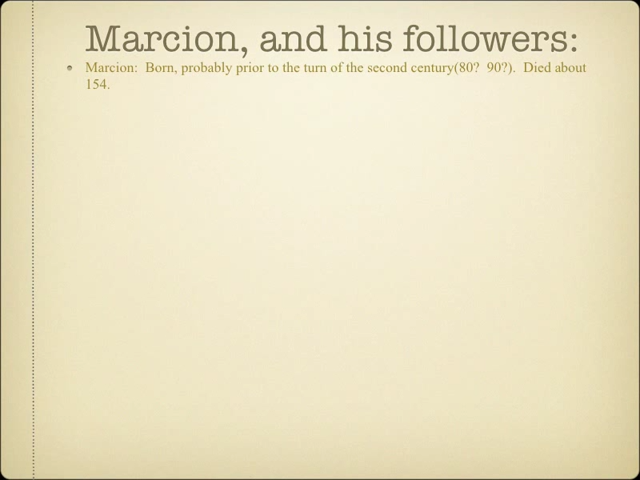 Marcion, and his followers:
Marcion:  Born, probably prior to the turn of the second century(80?  90?).  Died about
154.